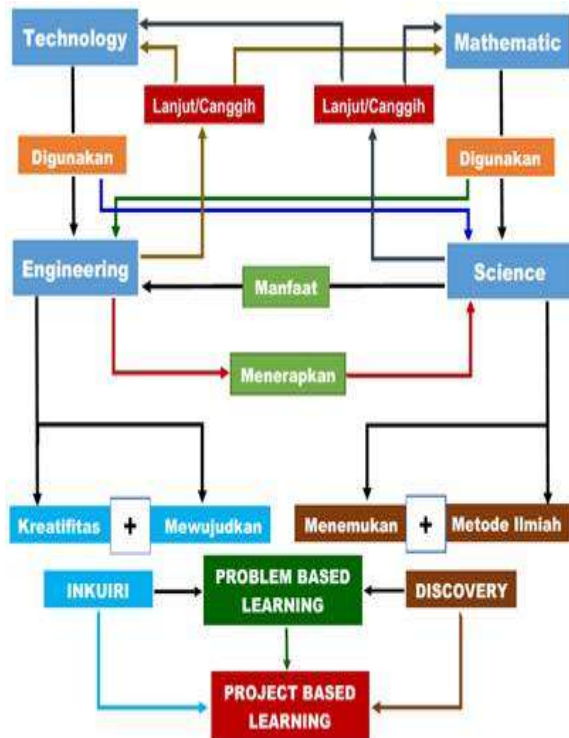 Technology
Mathematic
Lanjut/Canggih
Lanjut/Canggih
Digunakan
Digunakan
Engineering
Science
Manfaat
Menerapkan
Kreatifitas + Mewujudkan
Menemukan + Metode Ilmiah
INKUIRI
PROBLEM BASED
LEARNING
DISCOVERY
PROJECT BASED
LEARNING